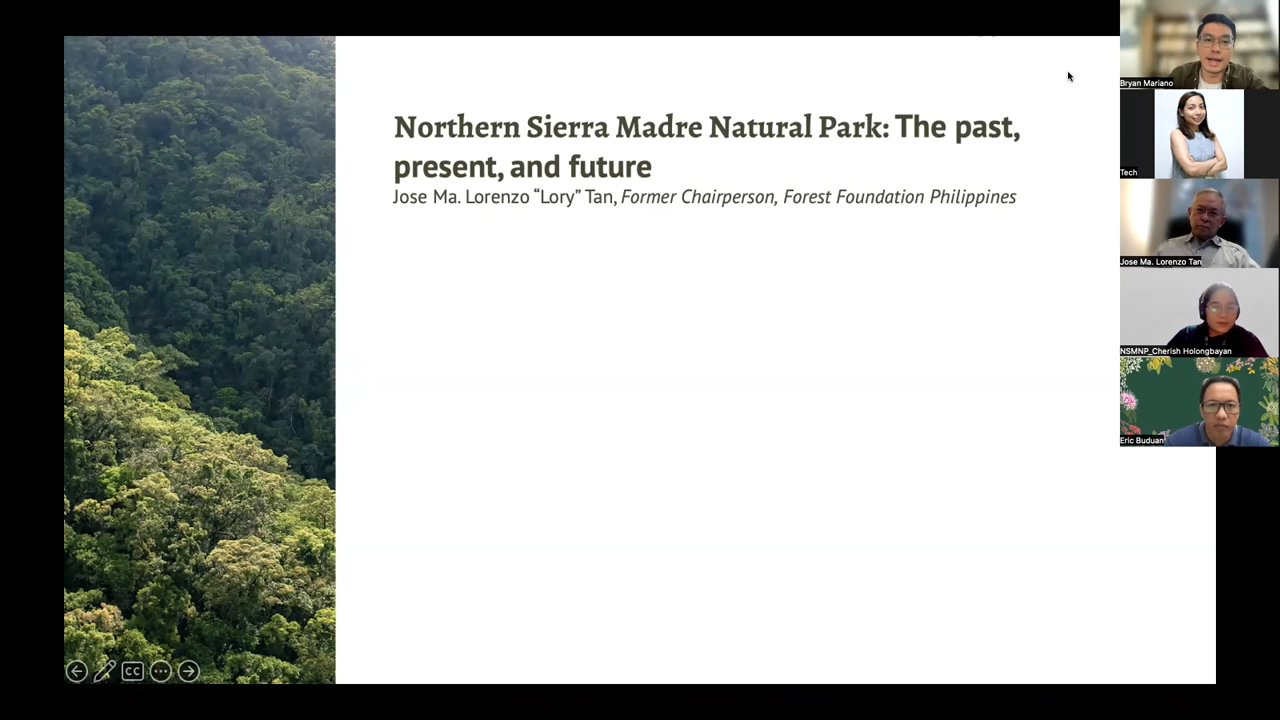 Northern Sierra Madre Natural Park: The past,
present, and future
Jose Ma. Lorenzo “Lory” Tan, Former Chairperson, Forest Foundation Philippines
Bryan Mariano
Tech
Jose Ma. Lorenzo Tan
NSMNP_Cherish Holongbayan
Eric Buduan
CC